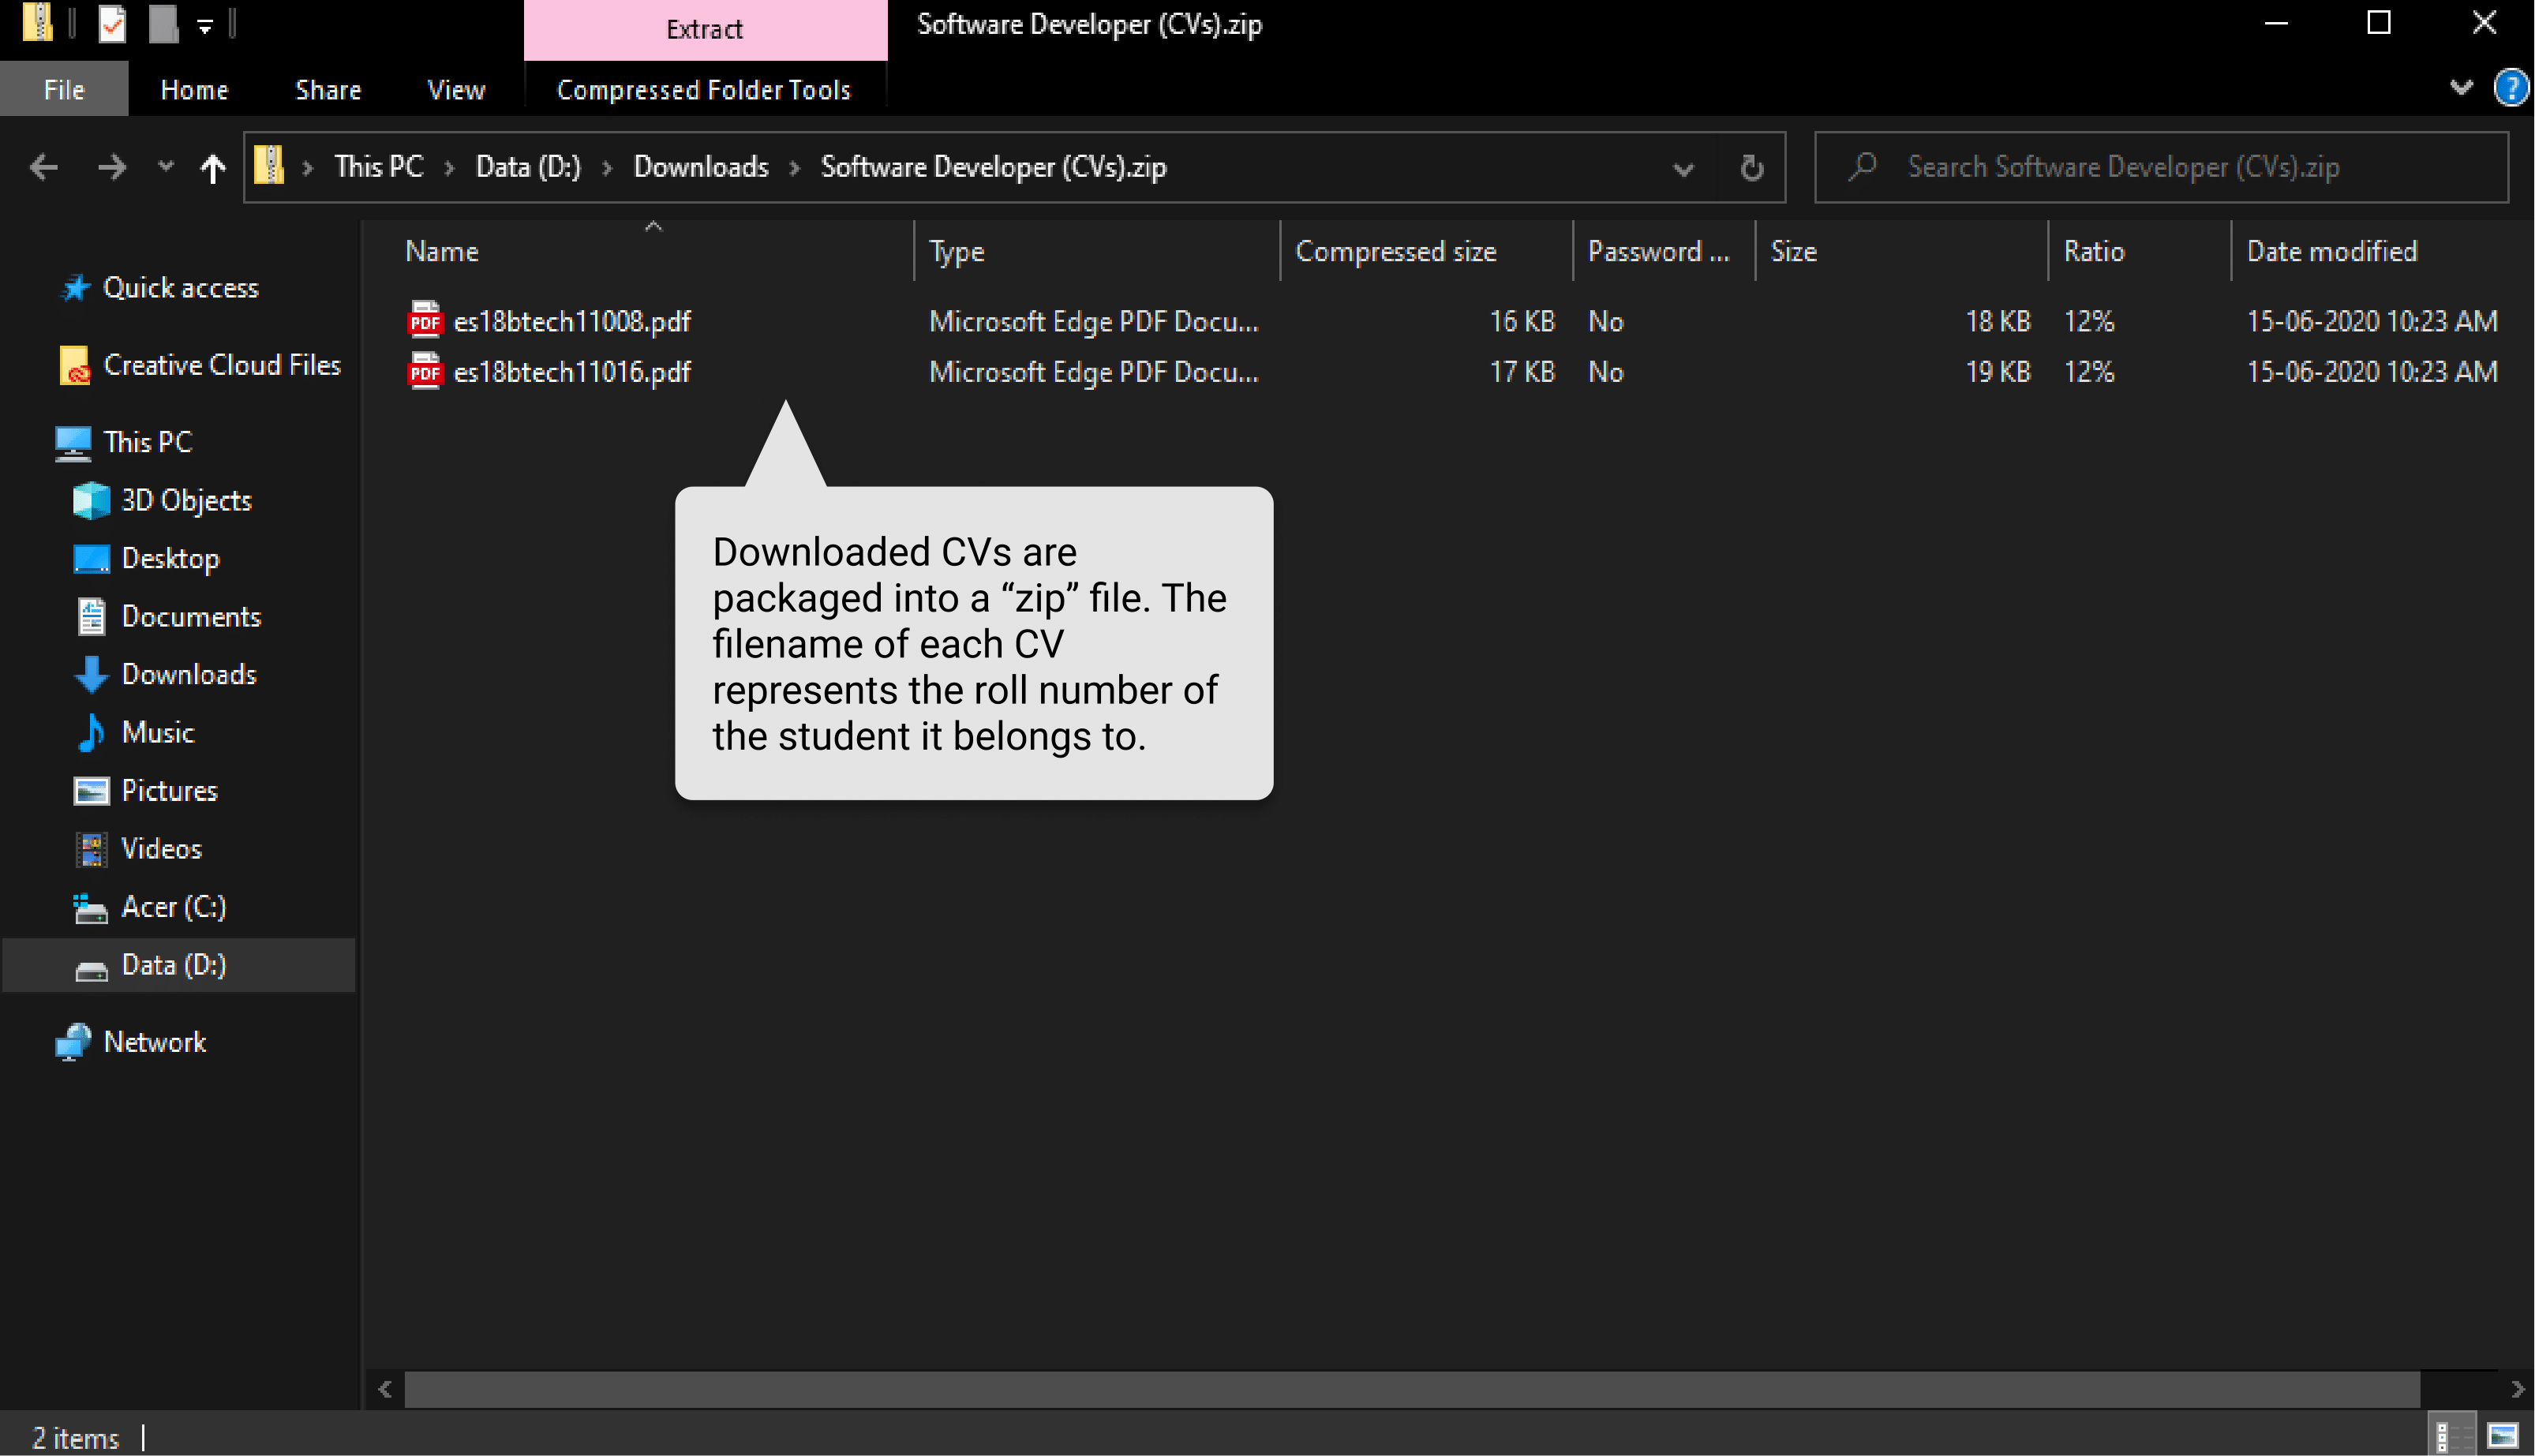 Extract
Software Developer (CVs).zip
File
Home
Share
View
Compressed Folder Tools
This PC
Data (D:)
Downloads
Software Developer (CVs).zip
Search Software Developer (CVs).zip
Name
Type
Compressed size
Password ...
Size
Ratio
Date modified
es18btech11008.pdf
Microsoft Edge PDF Docu...
16 KB
No
18 KB
12%
15-06-2020 10:23 AM
es18btech11016.pdf
Microsoft Edge PDF Docu...
17 KB
No
19 KB
12%
15-06-2020 10:23 AM
Quick access
Creative Cloud Files
This PC
3D Objects
Desktop
Documents
Downloads
Music
Pictures
Videos
Acer (C:)
Data (D:)
Network
Downloaded CVs are
packaged into a “zip” file. The
filename of each CV
represents the roll number of
the student it belongs to.
2 items